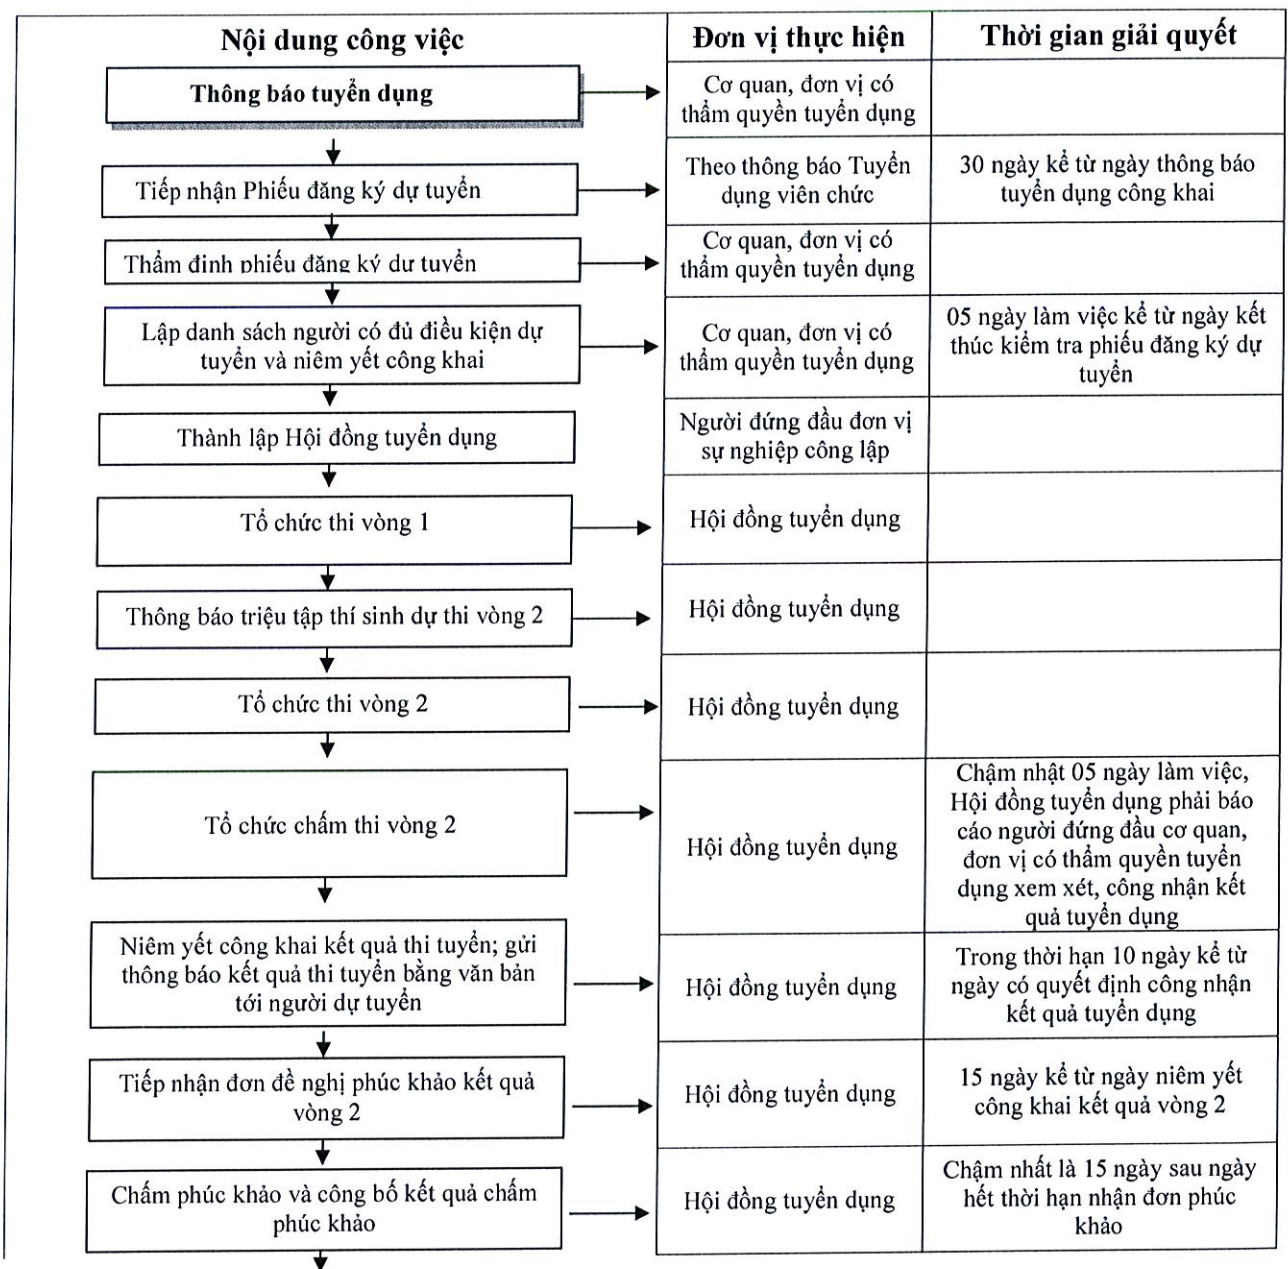 Nội dung công việc
Đơn vị thực hiện
Thời gian giải quyết
Thông báo tuyển dụng
Cơ quan, đơn vị có
thẩm quyền tuyển dụng
Tiếp nhận Phiếu đăng ký dự tuyển
Theo thông báo Tuyển
dụng viên chức
30 ngày kể từ ngày thông báo
tuyển dụng công khai
Thẩm định phiếu đăng ký dự tuyển
Cơ quan, đơn vị có
thẩm quyền tuyển dụng
Lập danh sách người có đủ điều kiện dự
tuyển và niêm yết công khai
Cơ quan, đơn vị có
thẩm quyền tuyển dụng
05 ngày làm việc kể từ ngày kết
thúc kiểm tra phiếu đăng ký dự
tuyển
Thành lập Hội đồng tuyển dụng
Người đứng đầu đơn vị
sự nghiệp công lập
Tổ chức thi vòng 1
Hội đồng tuyển dụng
Thông báo triệu tập thí sinh dự thi vòng 2
Hội đồng tuyển dụng
Tổ chức thi vòng 2
Hội đồng tuyển dụng
Tổ chức chấm thi vòng 2
Hội đồng tuyển dụng
Chậm nhật 05 ngày làm việc,
Hội đồng tuyển dụng phải báo
cáo người đứng đầu cơ quan,
đơn vị có thẩm quyền tuyển
dụng xem xét, công nhận kết
quả tuyển dụng
Niêm yết công khai kết quả thi tuyển; gửi
thông báo kết quả thi tuyển bằng văn bản
tới người dự tuyển
Hội đồng tuyển dụng
Trong thời hạn 10 ngày kể từ
ngày có quyết định công nhận
kết quả tuyển dụng
Tiếp nhận đơn đề nghị phúc khảo kết quả
vòng 2
Hội đồng tuyển dụng
15 ngày kể từ ngày niêm yết
công khai kết quả vòng 2
Chấm phúc khảo và công bố kết quả chấm
phúc khảo
Hội đồng tuyển dụng
Chậm nhất là 15 ngày sau ngày
hết thời hạn nhận đơn phúc
khảo